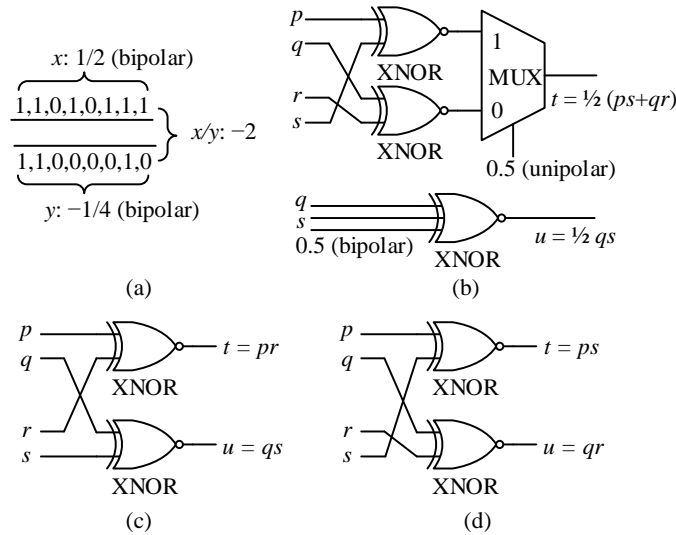 x: 1/2 (bipolar)
1,1,0,1,0,1,1,1
x/y: −2
1,1,0,0,0,0,1,0
y: −1/4 (bipolar)
(a)
p
q
r
s
XNOR
XNOR
1
MUX
0
t = ½ (ps+qr)
0.5 (unipolar)
q
s
0.5 (bipolar)
XNOR
u = ½ qs
(b)
p
q
r
s
XNOR
XNOR
t = pr
u = qs
(c)
p
q
r
s
XNOR
XNOR
t = ps
u = qr
(d)